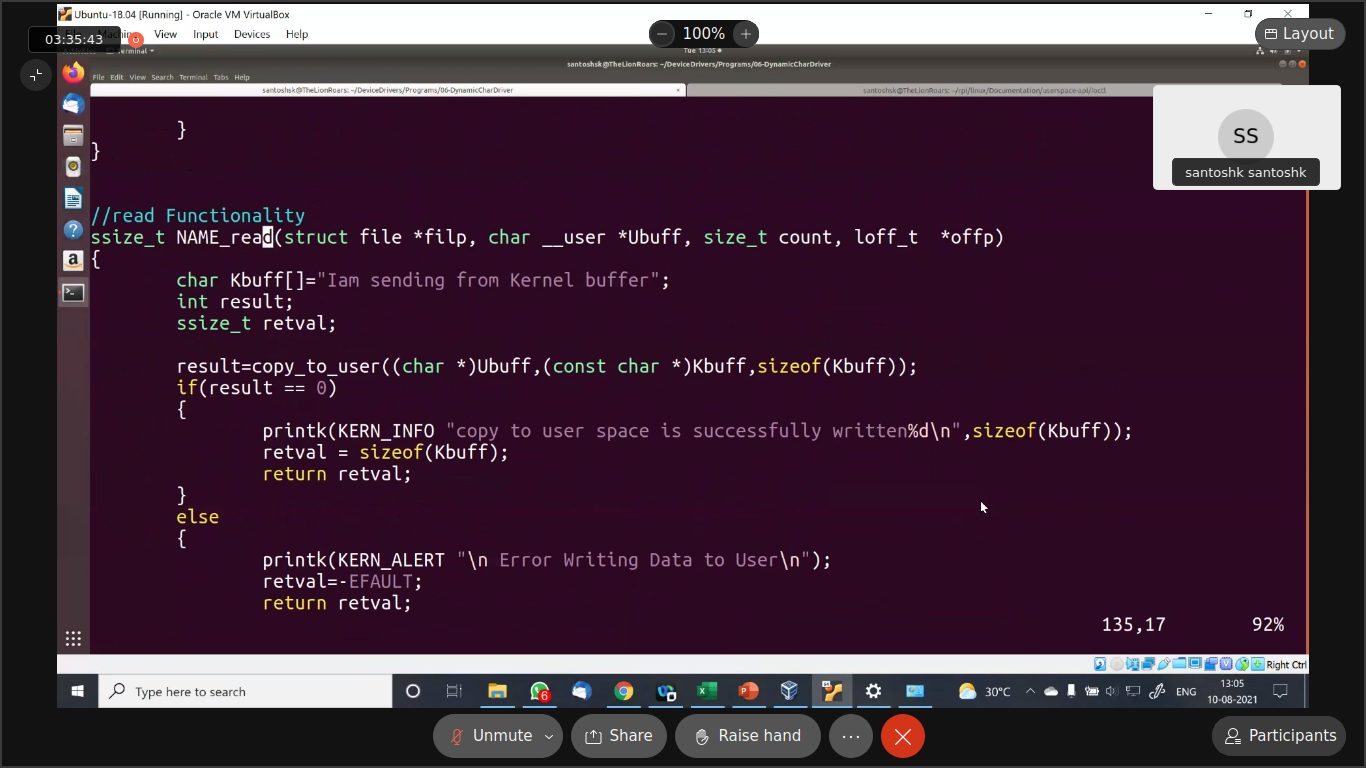 Ubuntu-18.04 [Running] - Oracle VM VirtualBox
03:35:43
View Input Devices Help
100%
Layout
Terminal
Tue 13:05
santoshsk@TheLionRoars: ~/DeviceDrivers/Programs/06-DynamicCharDriver
File Edit View Search Terminal Tabs Help
santoshsk@TheLionRoars: ~/DeviceDrivers/Programs/06-DynamicCharDriver
santoshsk@TheLionRoars: ~/rpi/linux/Documentation/userspace-api/ioctl
SS
santoshk santoshk
}
}
//read Functionality
ssize_t NAME_read(struct file *filp, char __user *Ubuff, size_t count, loff_t *offp)
{
char Kbuff[]="Iam sending from Kernel buffer";
int result;
ssize_t retval;
result=copy_to_user((char *)Ubuff,(const char *)Kbuff,sizeof(Kbuff));
if(result == 0)
{
printk(KERN_INFO "copy to user space is successfully written%d\n",sizeof(Kbuff));
retval = sizeof(Kbuff);
return retval;
}
else
{
printk(KERN_ALERT "\n Error Writing Data to User\n");
retval=-EFAULT;
return retval;
135,17 92%
Right Ctrl
Type here to search
6
30°C
ENG
13:05
10-08-2021
Unmute
Share
Raise hand
Participants